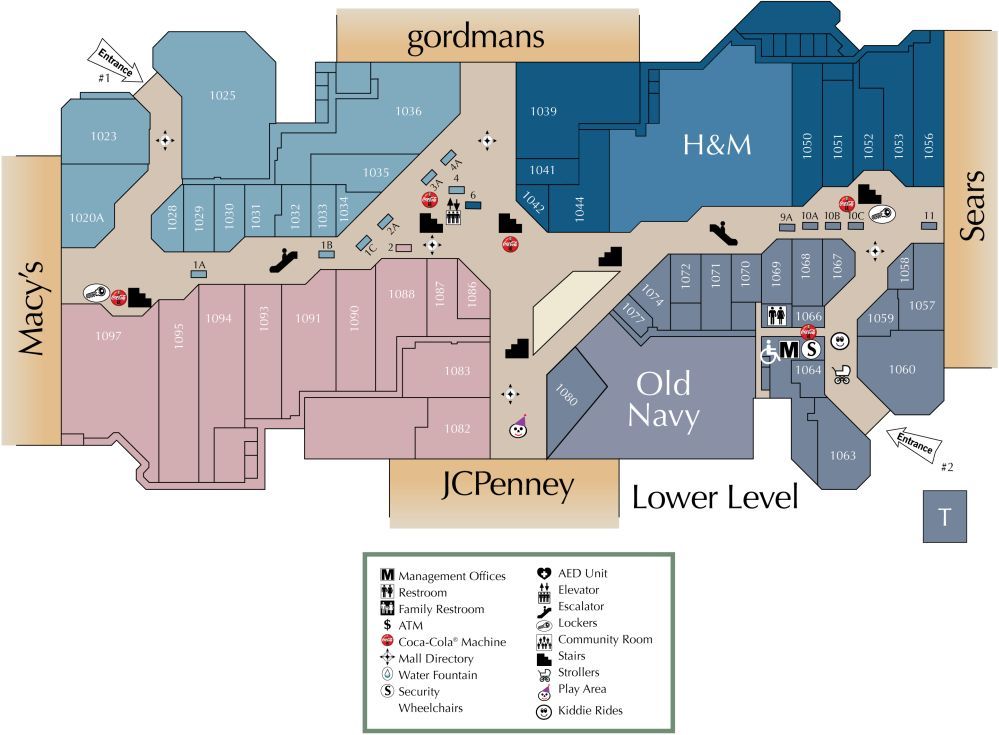 gordmans
Entrance
#1
1025
1023
1036
1039
H&M
1050
1051
1052
1053
1056
Sears
1035
1041
4A
3A
4
6
1042
1044
1020A
1028
1029
1030
1031
1032
1033
1034
2A
1C
2
1B
1A
9A
10A
10B
10C
11
Macy's
1097
1095
1094
1093
1091
1090
1088
1087
1086
1074
1077
1072
1071
1070
1069
1068
1067
1066
1058
1057
1059
M
S
1064
1060
1083
1082
1080
Old
Navy
1063
Entrance
#2
JCPenney
Lower Level
T
M Management Offices
Restroom
Family Restroom
$ ATM
Coca-Cola® Machine
Mall Directory
Water Fountain
S Security
Wheelchairs
AED Unit
Elevator
Escalator
Lockers
Community Room
Stairs
Strollers
Play Area
Kiddie Rides